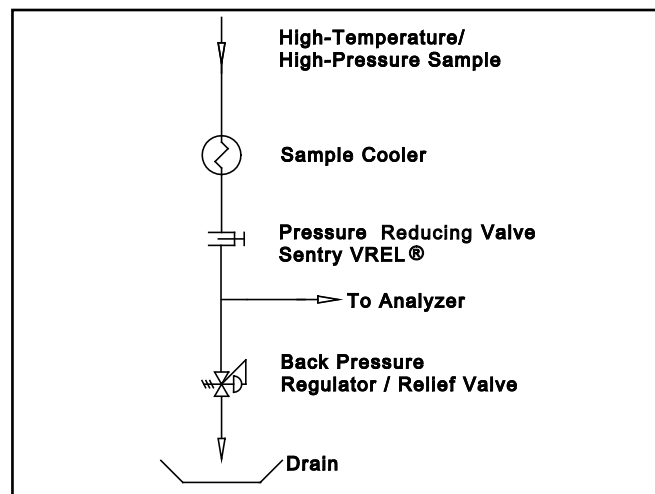 High-Temperature/
High-Pressure Sample
Sample Cooler
Pressure Reducing Valve
Sentry VREL®
To Analyzer
Back Pressure
Regulator / Relief Valve
Drain